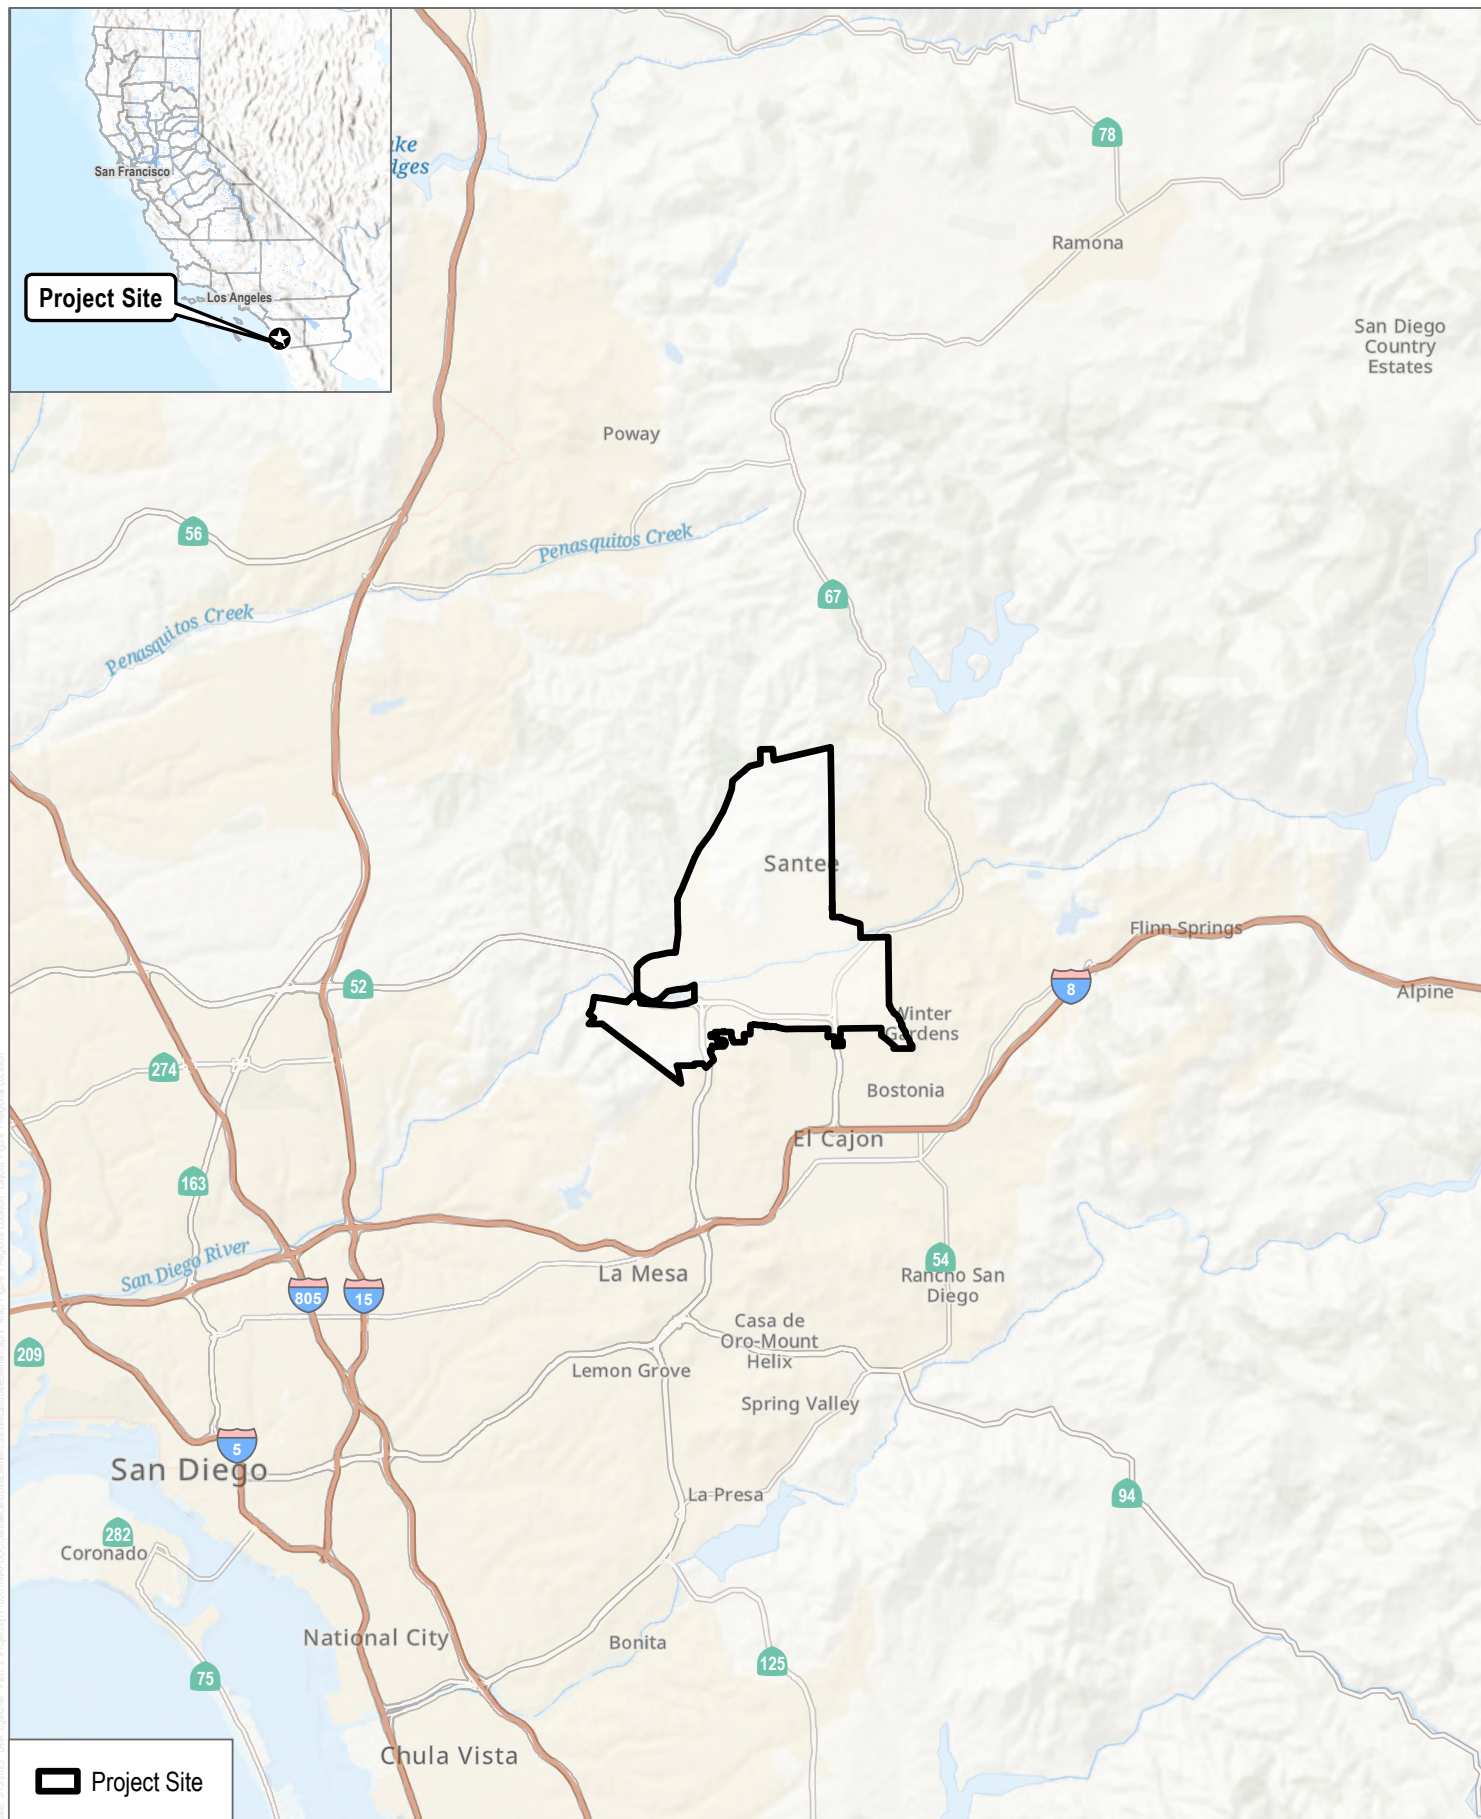 San Francisco
Los Angeles
Project Site
78
Ramona
San Diego
Country
Estates
Poway
56
Penasquitos Creek
67
Penasquitos Creek
Santee
Flinn Springs
52
8
Alpine
Winter
Gardens
274
Bostonia
El Cajon
163
San Diego River
54
La Mesa
Rancho San
Diego
805
15
Casa de
Oro-Mount
Helix
209
Lemon Grove
Spring Valley
5
San Diego
La Presa
94
282
Coronado
National City
Bonita
75
125
Chula Vista
Project Site